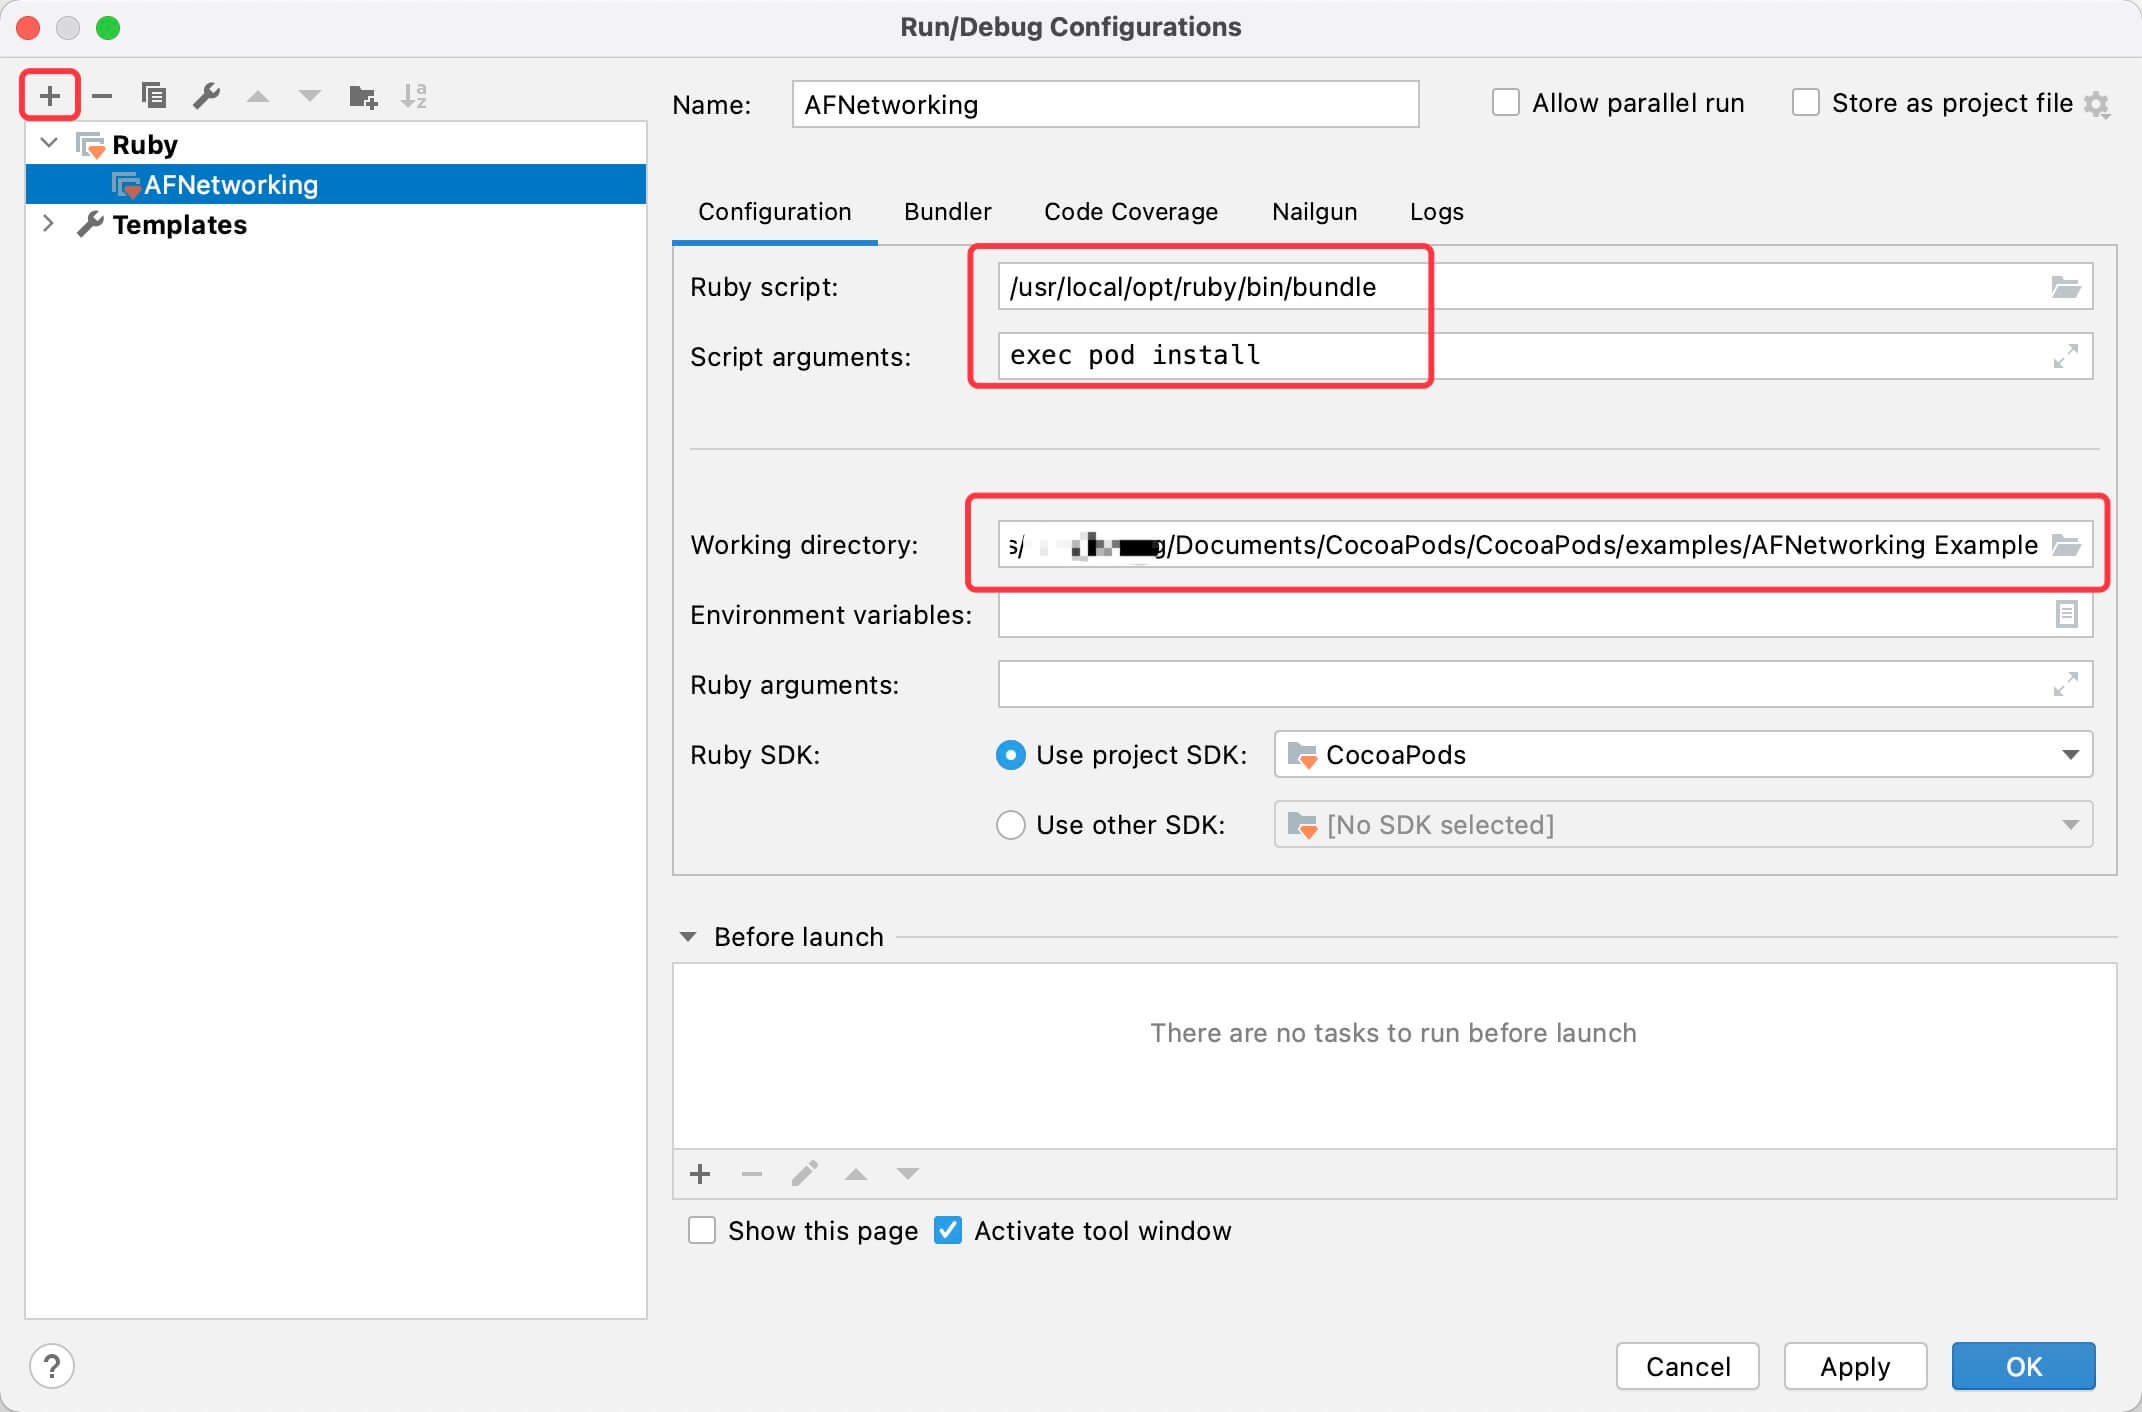 Run/Debug Configurations
Name: AFNetworking
Allow parallel run
Store as project file
Ruby
AFNetworking
Templates
Configuration Bundler Code Coverage Nailgun Logs
Ruby script: /usr/local/opt/ruby/bin/bundle
Script arguments: exec pod install
Working directory: s/ g/Documents/CocoaPods/CocoaPods/examples/AFNetworking Example
Environment variables:
Ruby arguments:
Ruby SDK: Use project SDK: CocoaPods
Use other SDK: [No SDK selected]
Before launch
There are no tasks to run before launch
Show this page Activate tool window
? Cancel Apply OK